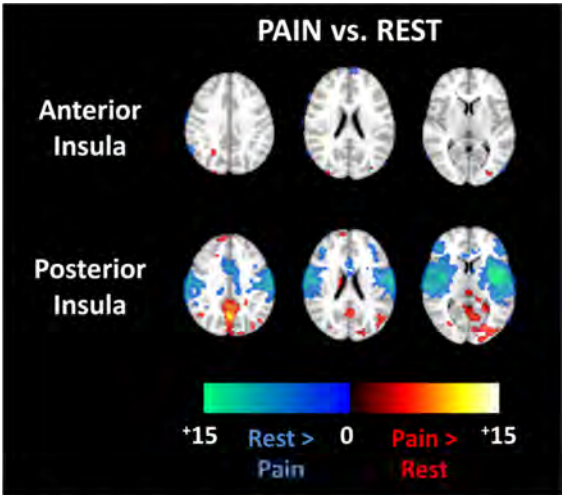 PAIN vs. REST
Anterior
Insula
Posterior
Insula
+15 0 +15
Rest > Pain >
Pain Rest